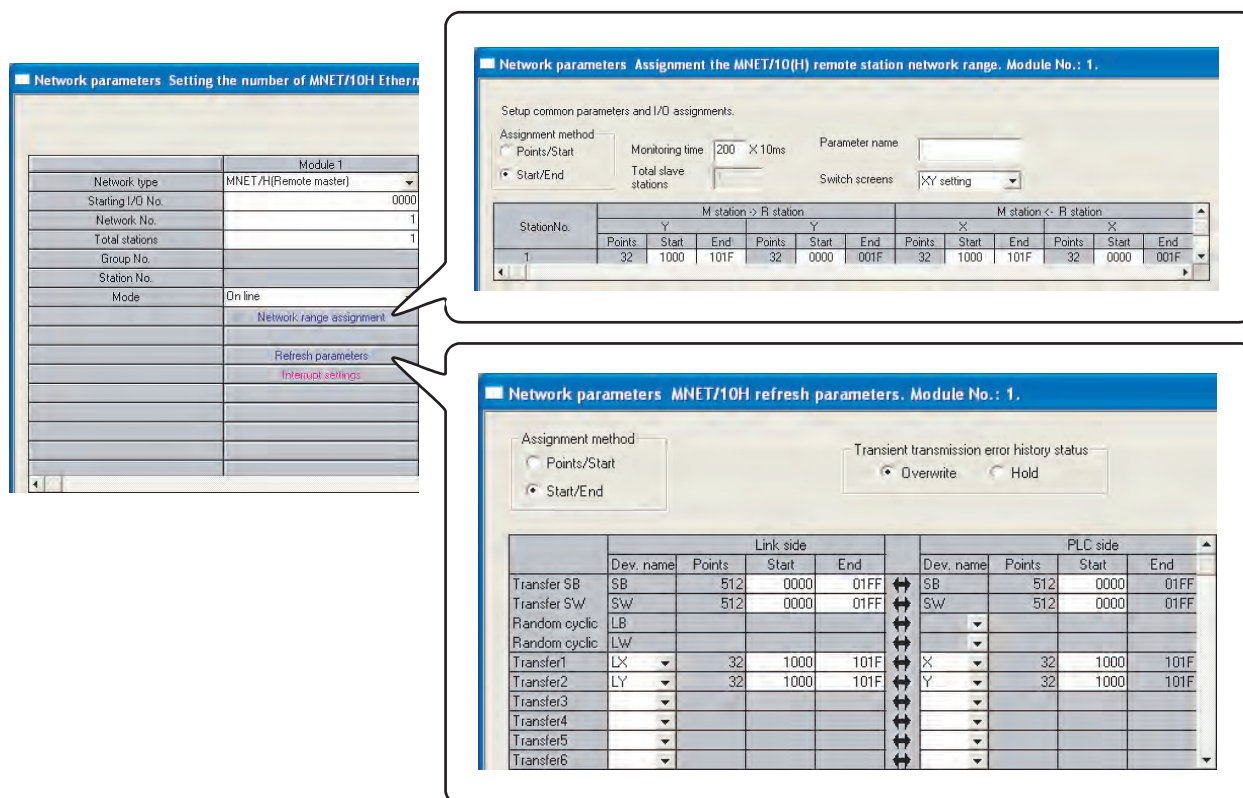 Network parameters Setting the number of MNET/10H Ethern
Module 1
Network type MNET/H(Remote master)
Starting I/O No. 0000
Network No. 1
Total stations 1
Group No.
Station No.
Mode On line
Network range assignment
Refresh parameters
Interrupt settings
Network parameters Assignment the MNET/10(H) remote station network range. Module No.: 1.
Setup common parameters and I/O assignments.
Assignment method
Points/Start
Start/End
Monitoring time 200 X 10ms
Total slave stations 1
Parameter name
Switch screens XY setting
StationNo. M station -> R station M station <- R station
Y Y X X
Points Start End Points Start End Points Start End Points Start End
1 32 1000 101F 32 0000 001F 32 1000 101F 32 0000 001F
Network parameters MNET/10H refresh parameters. Module No.: 1.
Assignment method
Points/Start
Start/End
Transient transmission error history status
Overwrite Hold
Link side PLC side
Dev. name Points Start End Dev. name Points Start End
Transfer SB SB 512 0000 01FF SB 512 0000 01FF
Transfer SW SW 512 0000 01FF SW 512 0000 01FF
Random cyclic LB
Random cyclic LW
Transfer1 LX 32 1000 101F X 32 1000 101F
Transfer2 LY 32 1000 101F Y 32 1000 101F
Transfer3
Transfer4
Transfer5
Transfer6